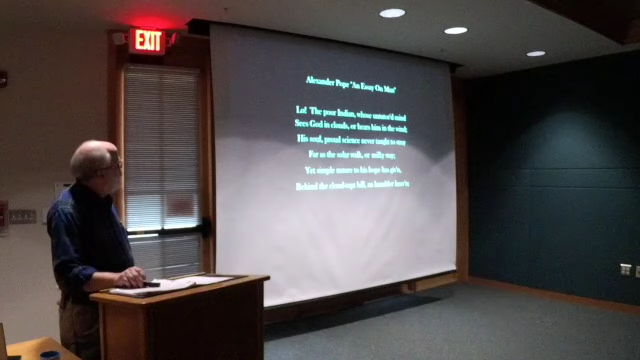 EXIT
Alexander Pope "An Essay On Man"
Lo! The poor Indian, whose untutor'd mind
Sees God in clouds, or hears him in the wind;
His soul, proud science never taught to stray
Far as the solar walk, or milky way;
Yet simple nature to his hope has giv'n,
Behind the cloud-topt hill, an humbler heav'n;